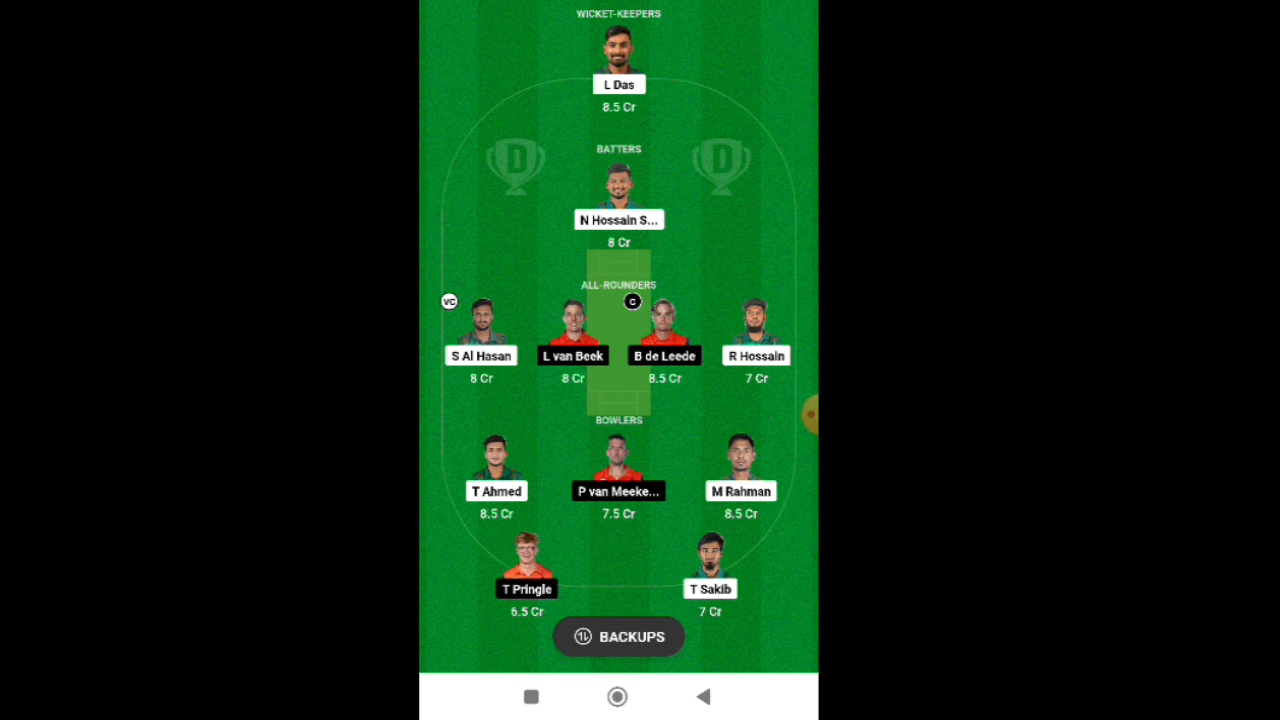 WICKET-KEEPERS
L Das
8.5 Cr
D D
BATTERS
N Hossain S...
8 Cr
ALL-ROUNDERS
VC C
S Al Hasan L van Beek B de Leede R Hossain
8 Cr 8 Cr 8.5 Cr 7 Cr
BOWLERS
T Ahmed P van Meeke... M Rahman
8.5 Cr 7.5 Cr 8.5 Cr
T Pringle T Sakib
6.5 Cr 7 Cr
BACKUPS